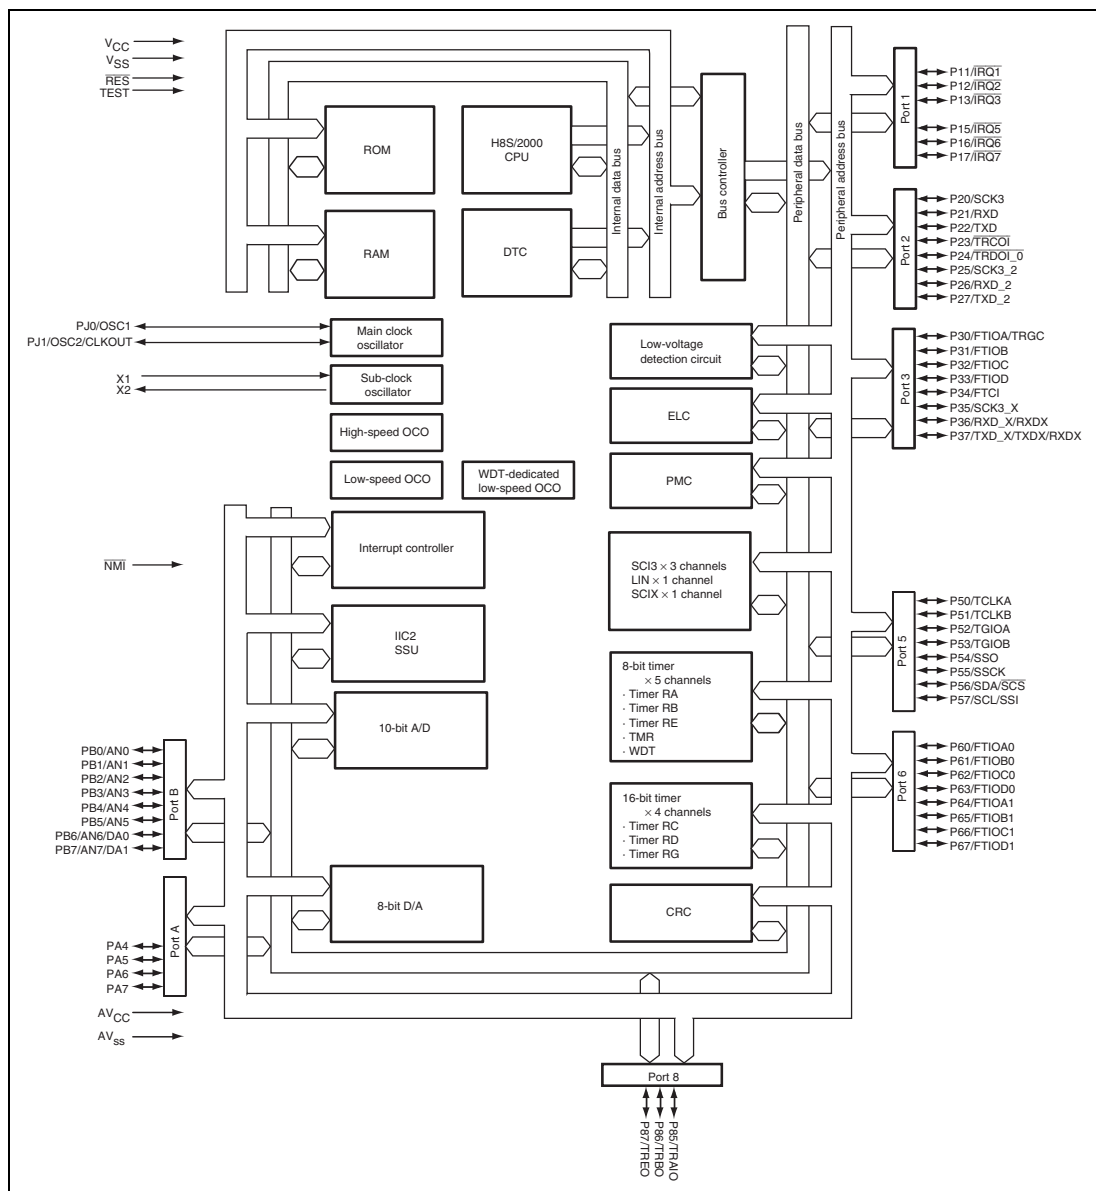 VCC
VSS
RES
TEST
ROM
H8S/2000
CPU
RAM
DTC
Internal data bus
Internal address bus
Bus controller
Peripheral data bus
Peripheral address bus
Port 1
P11/IRQ1
P12/IRQ2
P13/IRQ3
P15/IRQ5
P16/IRQ6
P17/IRQ7
Port 2
P20/SCK3
P21/RXD
P22/TXD
P23/TRCOI
P24/TRDOI_0
P25/SCK3_2
P26/RXD_2
P27/TXD_2
PJ0/OSC1
PJ1/OSC2/CLKOUT
Main clock
oscillator
X1
X2
Sub-clock
oscillator
High-speed OCO
Low-speed OCO
WDT-dedicated
low-speed OCO
Low-voltage
detection circuit
ELC
PMC
Port 3
P30/FTIOA/TRGC
P31/FTIOB
P32/FTIOC
P33/FTIOD
P34/FTCI
P35/SCK3_X
P36/RXD_X/RXDX
P37/TXD_X/TXDX/RXDX
NMI
Interrupt controller
IIC2
SSU
10-bit A/D
8-bit D/A
SCI3 × 3 channels
LIN × 1 channel
SCIX × 1 channel
8-bit timer
× 5 channels
· Timer RA
· Timer RB
· Timer RE
· TMR
· WDT
16-bit timer
× 4 channels
· Timer RC
· Timer RD
· Timer RG
CRC
Port 5
P50/TCLKA
P51/TCLKB
P52/TGIOA
P53/TGIOB
P54/SSO
P55/SSCK
P56/SDA/SCS
P57/SCL/SSI
Port 6
P60/FTIOA0
P61/FTIOB0
P62/FTIOC0
P63/FTIOD0
P64/FTIOA1
P65/FTIOB1
P66/FTIOC1
P67/FTIOD1
PB0/AN0
PB1/AN1
PB2/AN2
PB3/AN3
PB4/AN4
PB5/AN5
PB6/AN6/DA0
PB7/AN7/DA1
Port B
PA4
PA5
PA6
PA7
Port A
AVCC
AVss
Port 8
P87/TREO
P86/TRBO
P85/TRAIO